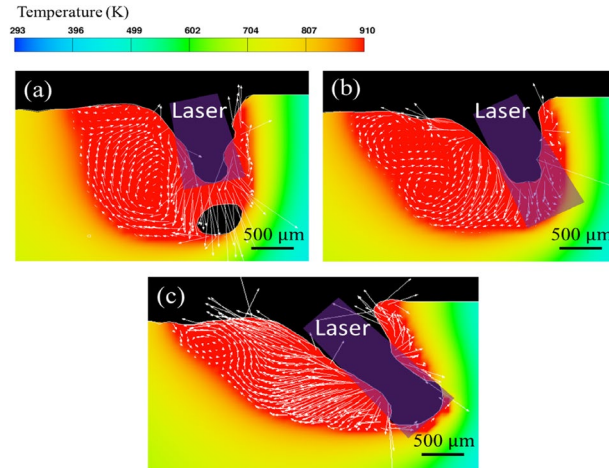 Temperature (K)
293 396 499 602 704 807 910
(a) Laser 500 μm
(b) Laser 500 μm
(c) Laser 500 μm